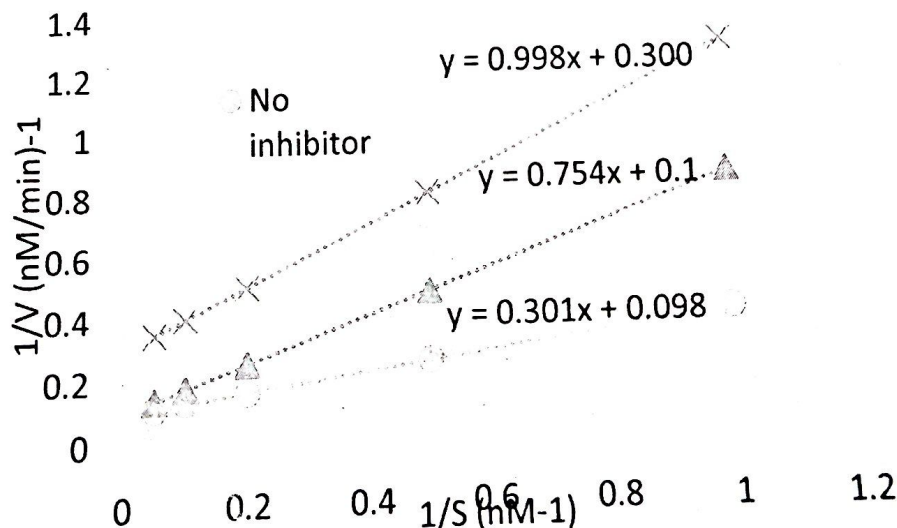 1.4
1.2
1
0.8
0.6
0.4
0.2
0
1/V (nM/min)-1
y = 0.998x + 0.300
No
inhibitor
y = 0.754x + 0.1
y = 0.301x + 0.098
0
0.2
0.4
0.6
0.8
1
1.2
1/S (nM-1)